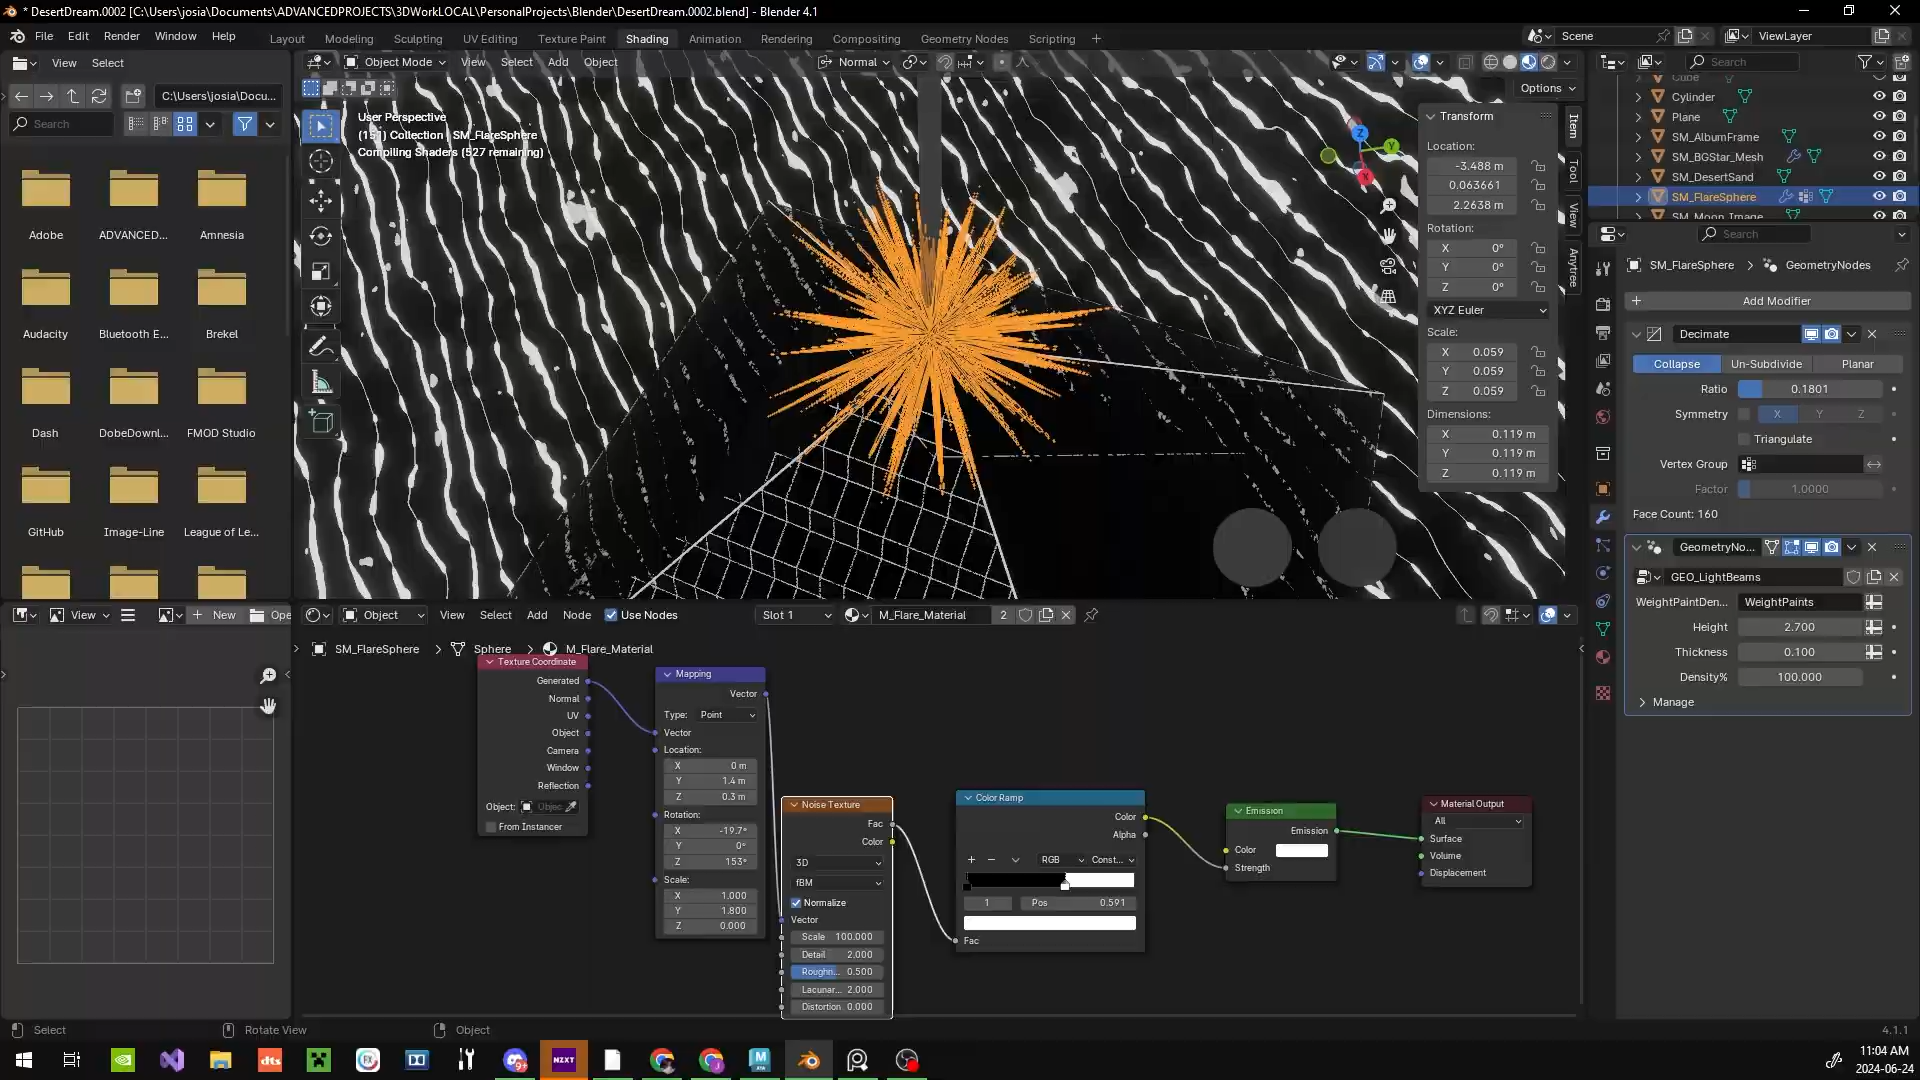 * DesertDream.0002 [C:\Users\josia\Documents\ADVANCEDPROJECTS\3DWorkLOCAL\PersonalProjects\Blender\DesertDream.0002.blend] - Blender 4.1
File Edit Render Window Help Layout Modeling Sculpting UV Editing Texture Paint Shading Animation Rendering Compositing Geometry Nodes Scripting + Scene ViewLayer
View Select
Object Mode View Select Add Object Normal
Search
C:\Users\josia\Docu...
Options
Search
User Perspective
Collection | SM_FlareSphere
Compiling Shaders (527 remaining)
Adobe ADVANCED... Amnesia
Audacity Bluetooth E... Brekel
Dash DobeDownl... FMOD Studio
GitHub Image-Line League of Le...
Z
Y
X
Transform
Location:
-3.488 m
0.063661
2.2638 m
Rotation:
X 0°
Y 0°
Z 0°
XYZ Euler
Scale:
X 0.059
Y 0.059
Z 0.059
Dimensions:
X 0.119 m
Y 0.119 m
Z 0.119 m
Item
Tool
View
Anytree
Cube
Cylinder
Plane
SM_AlbumFrame
SM_BGStar_Mesh
SM_DesertSand
SM_FlareSphere
SM_Moon_Image
Search
SM_FlareSphere > GeometryNodes
+ Add Modifier
Decimate
Collapse Un-Subdivide Planar
Ratio 0.1801
Symmetry X Y Z
Triangulate
Vertex Group
Factor 1.0000
Face Count: 160
GeometryNo...
GEO_LightBeams
WeightPaintDen... WeightPaints
Height 2.700
Thickness 0.100
Density% 100.000
Manage
View + New Ope
Object View Select Add Node Use Nodes Slot 1 M_Flare_Material 2
SM_FlareSphere > Sphere > M_Flare_Material
Texture Coordinate
Generated
Normal
UV
Object
Camera
Window
Reflection
Object: Objec
From Instancer
Mapping
Vector
Type: Point
Vector
Location:
X 0 m
Y 1.4 m
Z 0.3 m
Rotation:
X -19.7°
Y 0°
Z 153°
Scale:
X 1.000
Y 1.800
Z 0.000
Noise Texture
Fac
Color
3D
fBM
Normalize
Vector
Scale 100.000
Detail 2.000
Roughn... 0.500
Lacunar... 2.000
Distortion 0.000
Color Ramp
Color
Alpha
+ − RGB Const...
1 Pos 0.591
Fac
Emission
Emission
Color
Strength
Material Output
All
Surface
Volume
Displacement
Select Rotate View Object 4.1.1
dts
NZXT
11:04 AM
2024-06-24